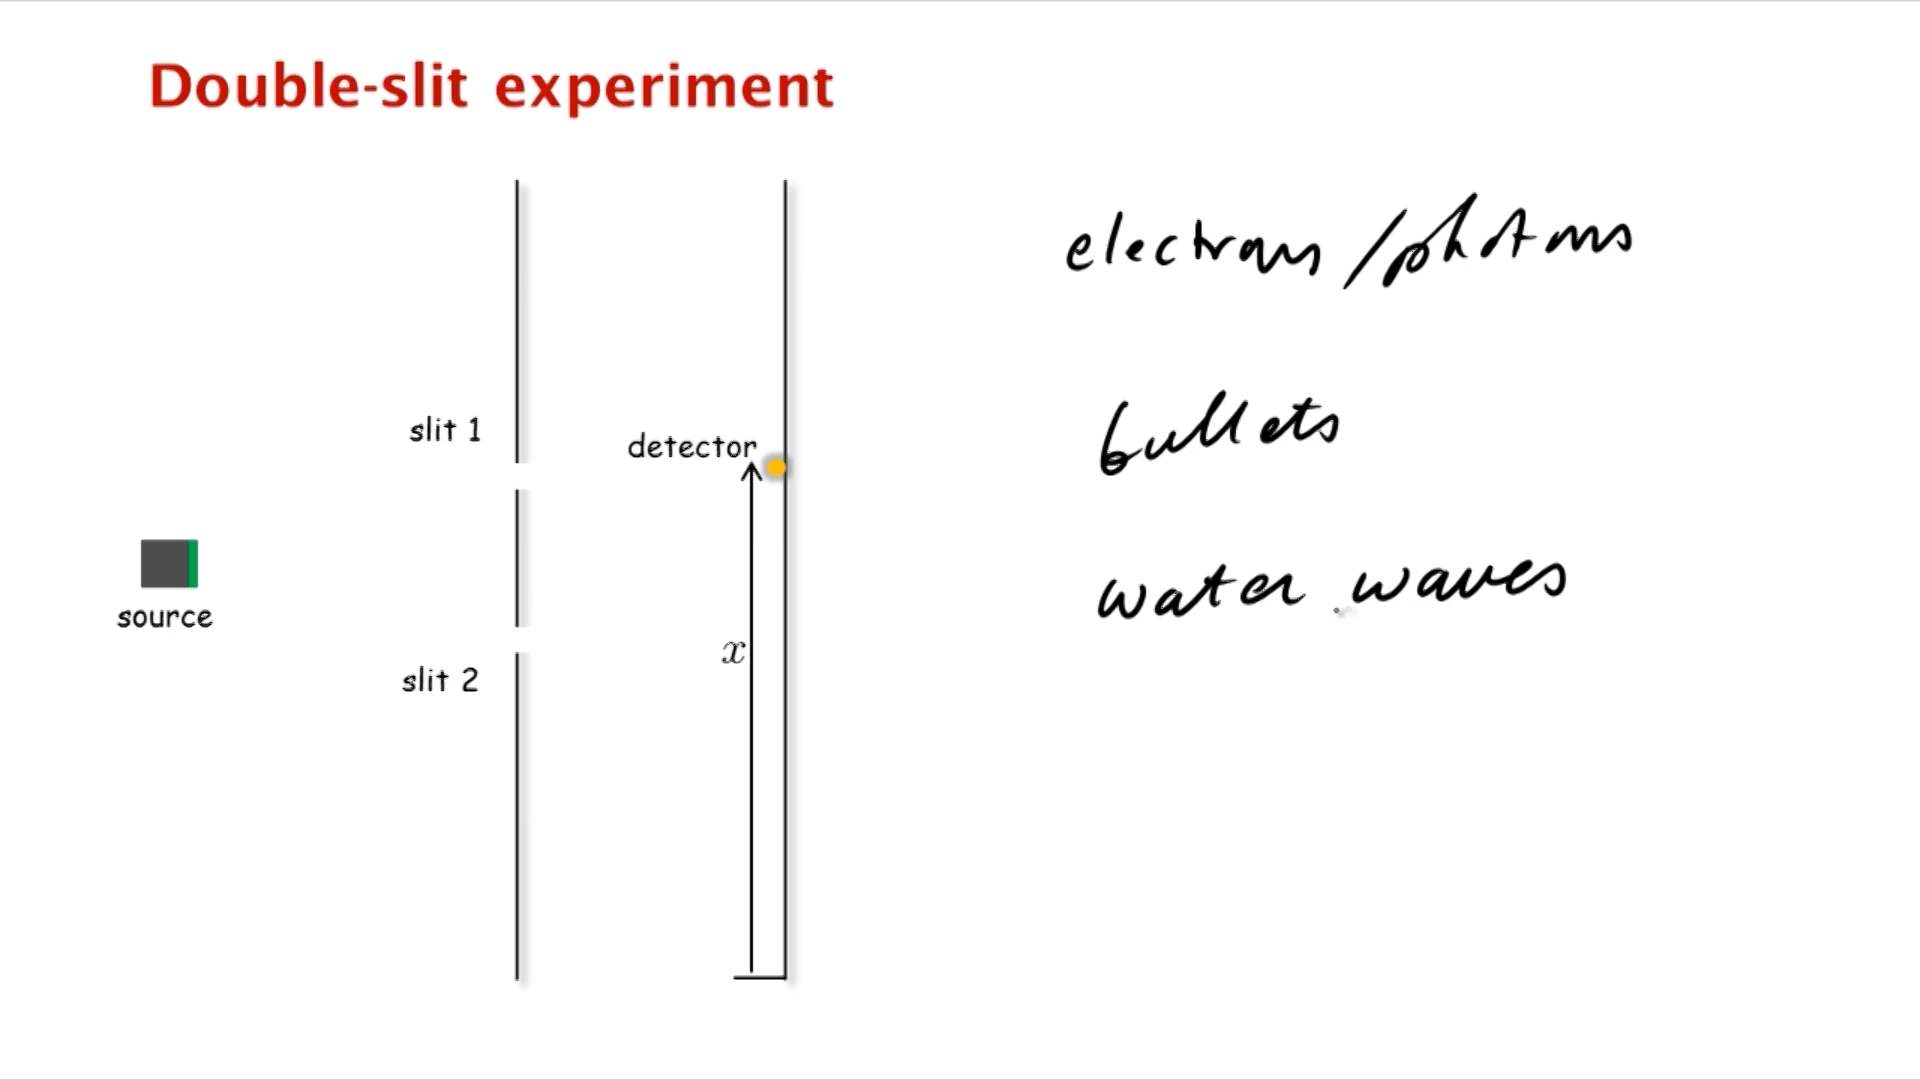 Double-slit experiment
electrons/photons
slit 1
detector
bullets
source
water waves
x
slit 2